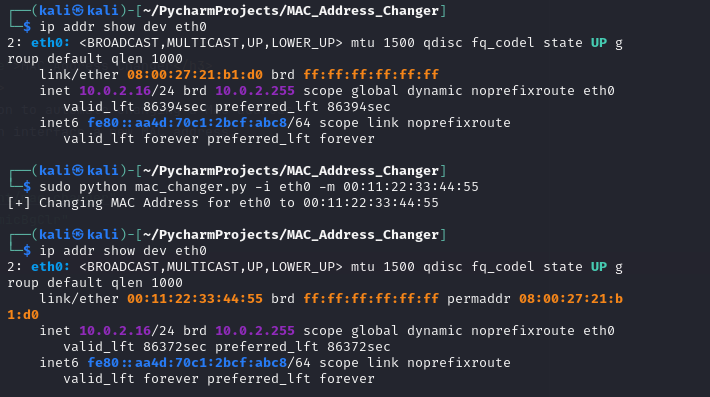 ┌──(kali㉿kali)-[~/PycharmProjects/MAC_Address_Changer]
└─$ ip addr show dev eth0
2: eth0: <BROADCAST,MULTICAST,UP,LOWER_UP> mtu 1500 qdisc fq_codel state UP g
roup default qlen 1000
    link/ether 08:00:27:21:b1:d0 brd ff:ff:ff:ff:ff:ff
    inet 10.0.2.16/24 brd 10.0.2.255 scope global dynamic noprefixroute eth0
       valid_lft 86394sec preferred_lft 86394sec
    inet6 fe80::aa4d:70c1:2bcf:abc8/64 scope link noprefixroute
       valid_lft forever preferred_lft forever
┌──(kali㉿kali)-[~/PycharmProjects/MAC_Address_Changer]
└─$ sudo python mac_changer.py -i eth0 -m 00:11:22:33:44:55
[+] Changing MAC Address for eth0 to 00:11:22:33:44:55
┌──(kali㉿kali)-[~/PycharmProjects/MAC_Address_Changer]
└─$ ip addr show dev eth0
2: eth0: <BROADCAST,MULTICAST,UP,LOWER_UP> mtu 1500 qdisc fq_codel state UP g
roup default qlen 1000
    link/ether 00:11:22:33:44:55 brd ff:ff:ff:ff:ff:ff permaddr 08:00:27:21:b
1:d0
    inet 10.0.2.16/24 brd 10.0.2.255 scope global dynamic noprefixroute eth0
       valid_lft 86372sec preferred_lft 86372sec
    inet6 fe80::aa4d:70c1:2bcf:abc8/64 scope link noprefixroute
       valid_lft forever preferred_lft forever